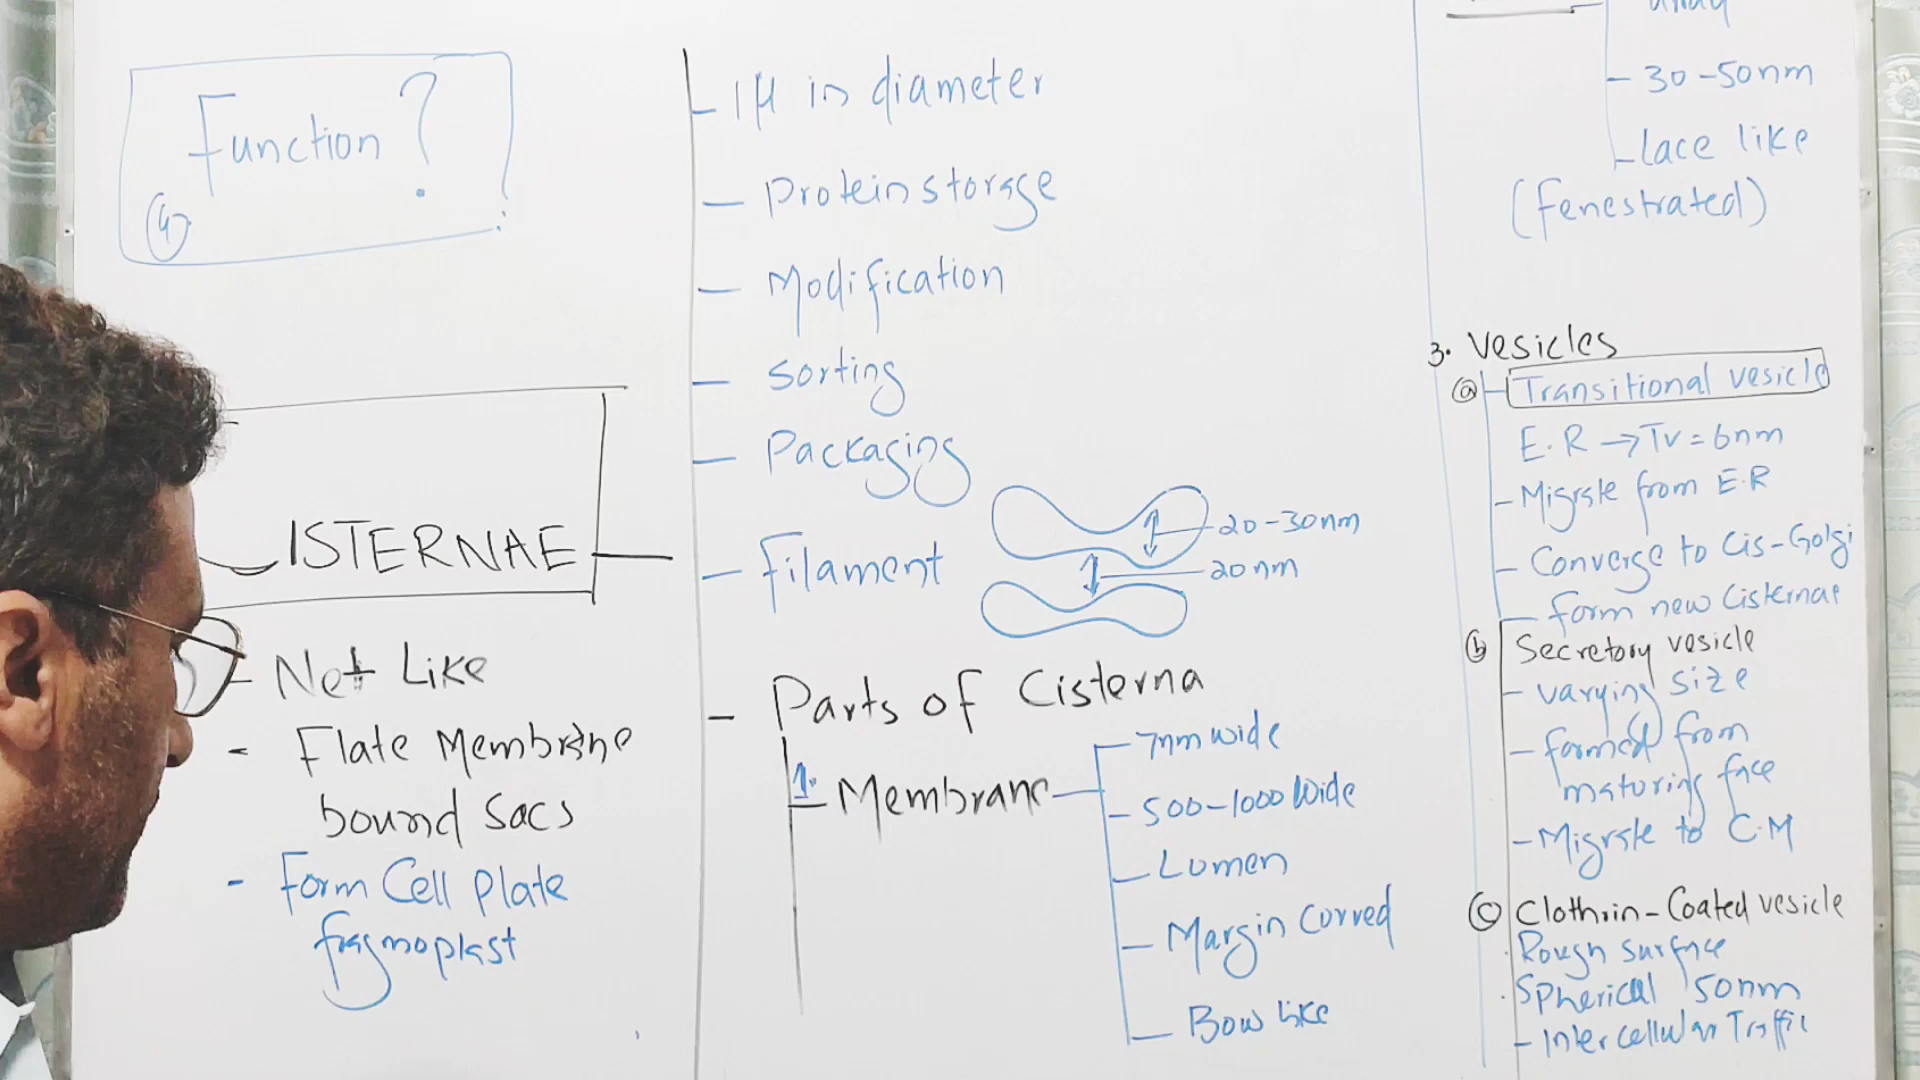 Function?
4
ISTERNAE
- Net Like
- Flate Membrane
bound sacs
- Form Cell Plate
fragmoplast
- 1μ in diameter
- Protein storage
- Modification
- Sorting
- Packaging
- Filament
20-30nm
20nm
- Parts of Cisterna
1. Membrane
7nm wide
- 500-1000 wide
- Lumen
- Margin Corved
- Bow like
- 30-50nm
- lace like
(fenestrated)
3. Vesicles
a - Transitional vesicle
E.R → Tv = 6nm
- Migrate from E.R
- Converge to Cis-Golgi
- form new Cisternae
b Secretory vesicle
- varying size
- formed from
maturing face
- Migrate to C.M
c Clothrin-Coated vesicle
. Rough surface
. Spherical 50nm
- Intercellular Traffic